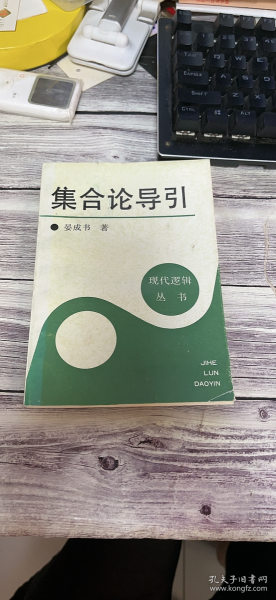 集合论导引
● 晏成书 著
现代逻辑
丛书
JIHE
LUN
DAOYIN
孔夫子旧书网